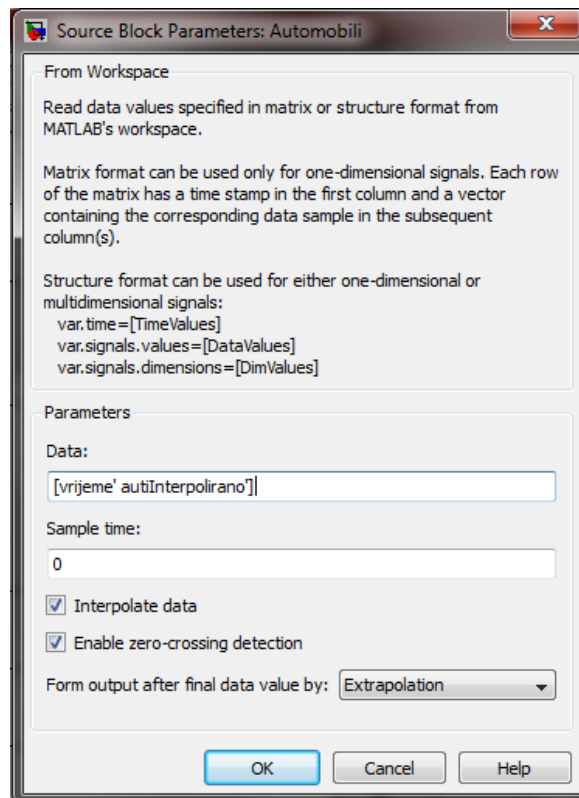 Source Block Parameters: Automobili
From Workspace
Read data values specified in matrix or structure format from
MATLAB's workspace.
Matrix format can be used only for one-dimensional signals. Each row
of the matrix has a time stamp in the first column and a vector
containing the corresponding data sample in the subsequent
column(s).
Structure format can be used for either one-dimensional or
multidimensional signals:
var.time=[TimeValues]
var.signals.values=[DataValues]
var.signals.dimensions=[DimValues]
Parameters
Data:
[vrijeme' autiInterpolirano']
Sample time:
0
Interpolate data
Enable zero-crossing detection
Form output after final data value by: Extrapolation
OK Cancel Help